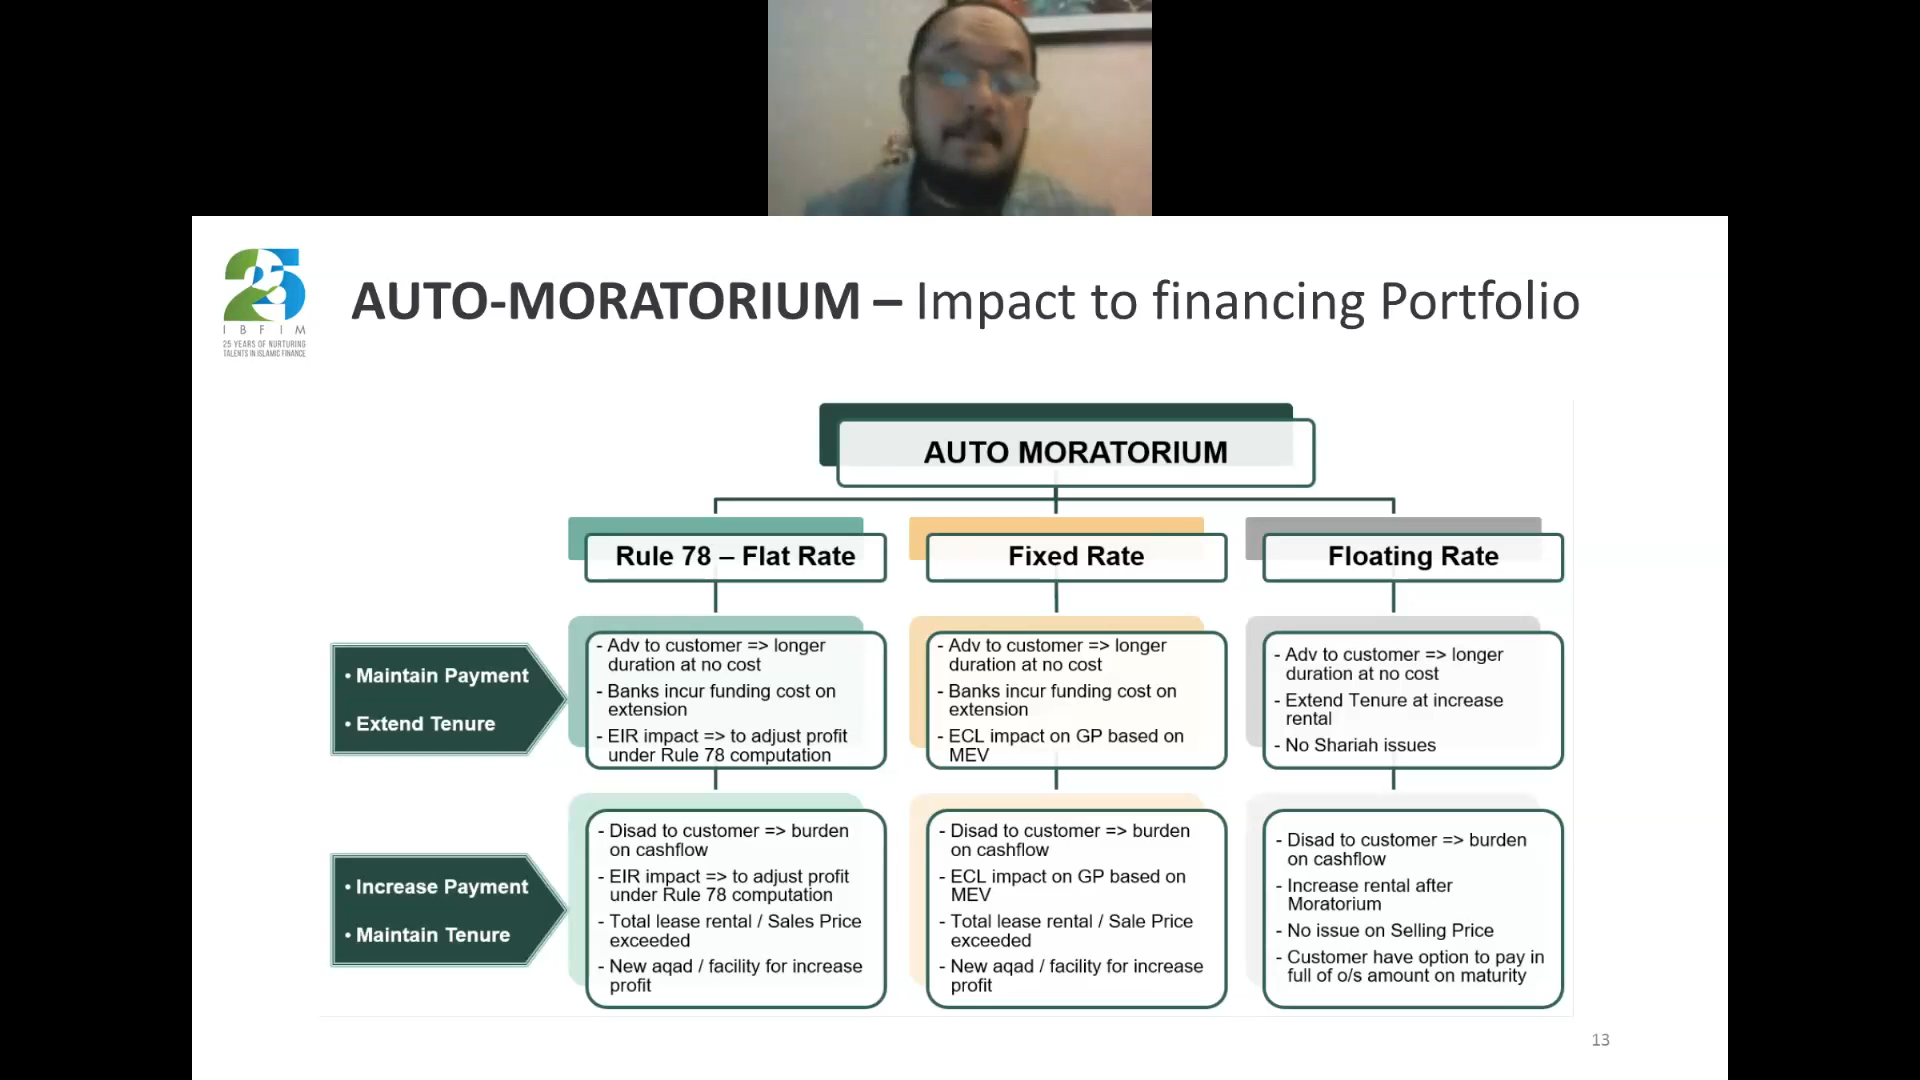 25
IBFIM
25 YEARS OF NURTURING
TALENTS IN ISLAMIC FINANCE
AUTO-MORATORIUM – Impact to financing Portfolio
AUTO MORATORIUM
Rule 78 – Flat Rate
Fixed Rate
Floating Rate
• Maintain Payment
• Extend Tenure
- Adv to customer => longer
duration at no cost
- Banks incur funding cost on
extension
- EIR impact => to adjust profit
under Rule 78 computation
- Adv to customer => longer
duration at no cost
- Banks incur funding cost on
extension
- ECL impact on GP based on
MEV
- Adv to customer => longer
duration at no cost
- Extend Tenure at increase
rental
- No Shariah issues
• Increase Payment
• Maintain Tenure
- Disad to customer => burden
on cashflow
- EIR impact => to adjust profit
under Rule 78 computation
- Total lease rental / Sales Price
exceeded
- New aqad / facility for increase
profit
- Disad to customer => burden
on cashflow
- ECL impact on GP based on
MEV
- Total lease rental / Sale Price
exceeded
- New aqad / facility for increase
profit
- Disad to customer => burden
on cashflow
- Increase rental after
Moratorium
- No issue on Selling Price
- Customer have option to pay in
full of o/s amount on maturity
13